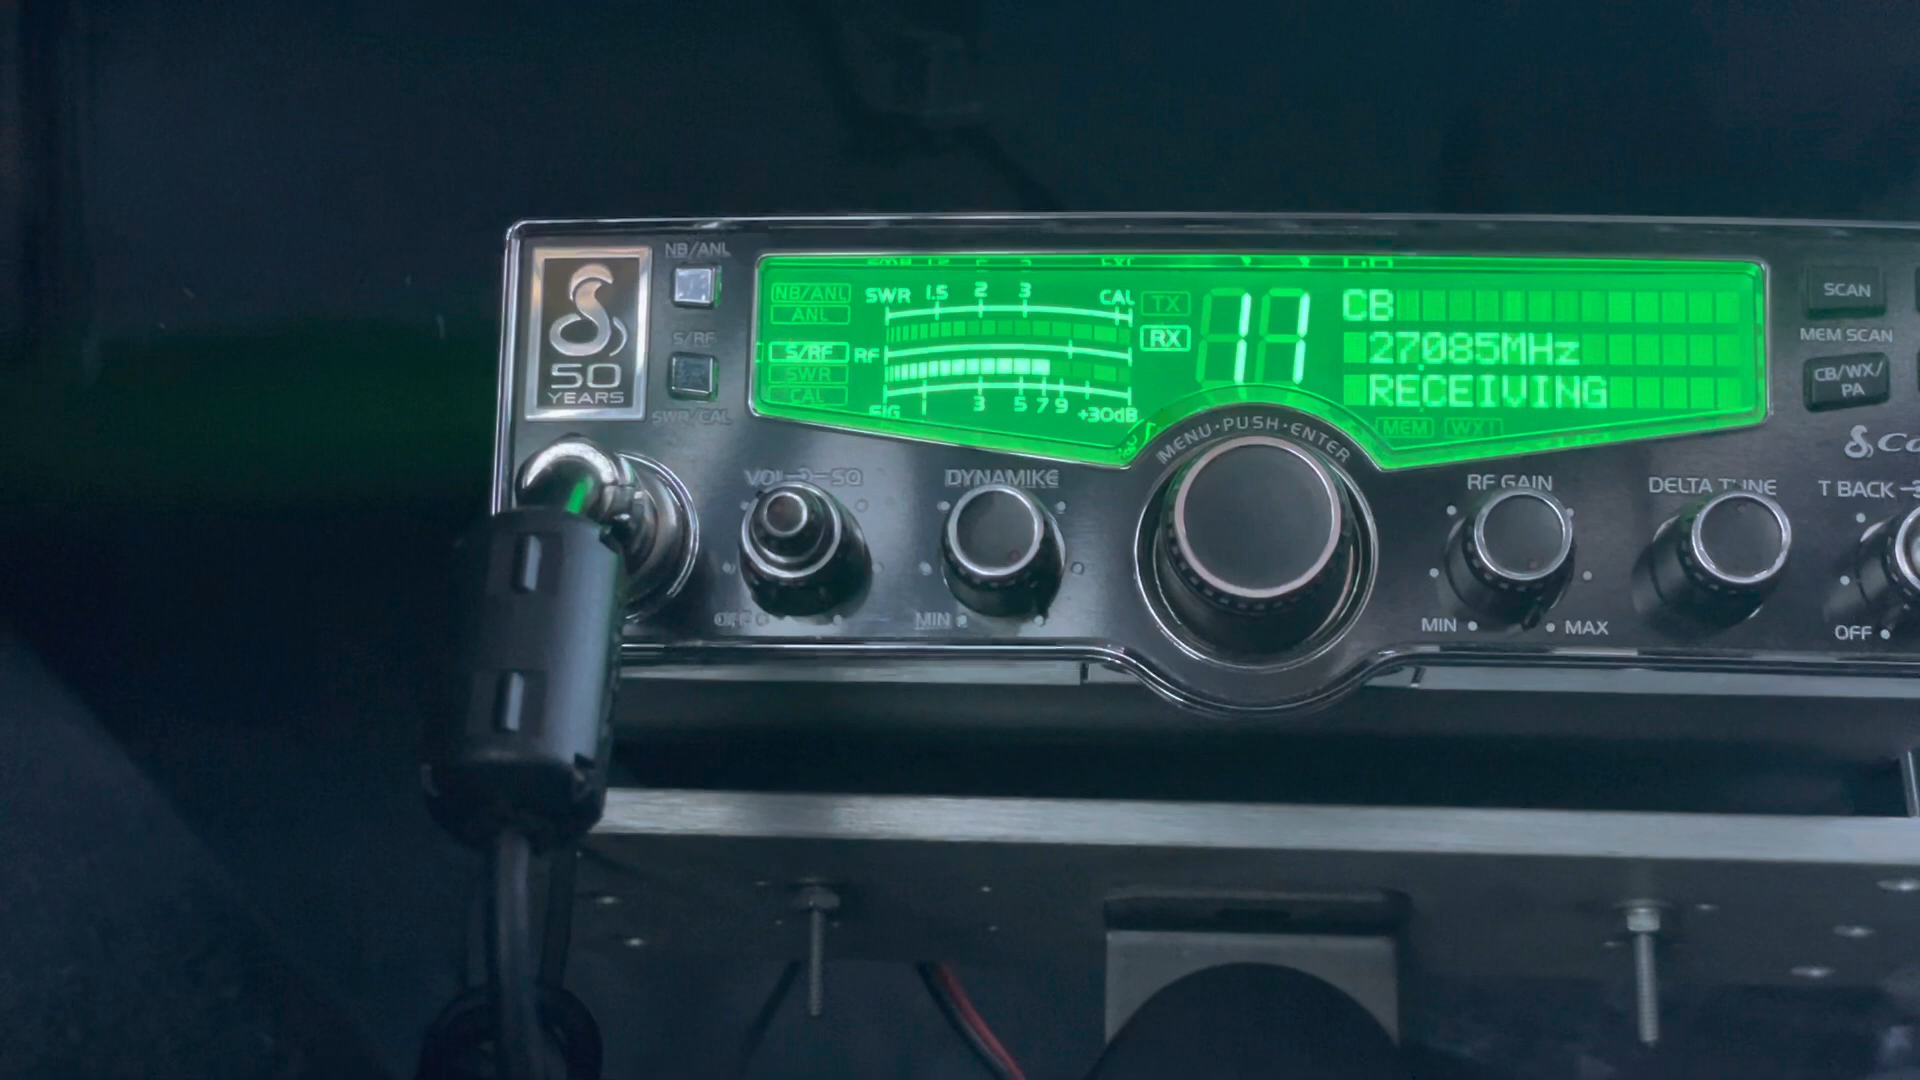 NB/ANL
50
YEARS
S/RF
SWR/CAL
NB/ANL
ANL
S/RF
SWR
CAL
SWR 1.5 2 3 CAL
RF
SIG 1 3 5 7 9 +30dB
TX
RX
11
CB
27.085MHz
RECEIVING
MEM WX
SCAN
MEM SCAN
CB/WX/
PA
MENU·PUSH·ENTER
DYNAMIKE
RF GAIN
DELTA TUNE
T BACK
OFF
MIN
MIN
MAX
OFF